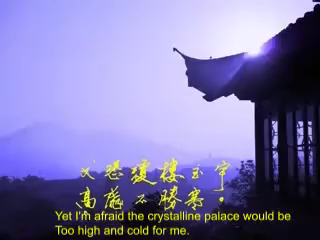 又恐瓊樓玉宇
高處不勝寒。
Yet I'm afraid the crystalline palace would be
Too high and cold for me.